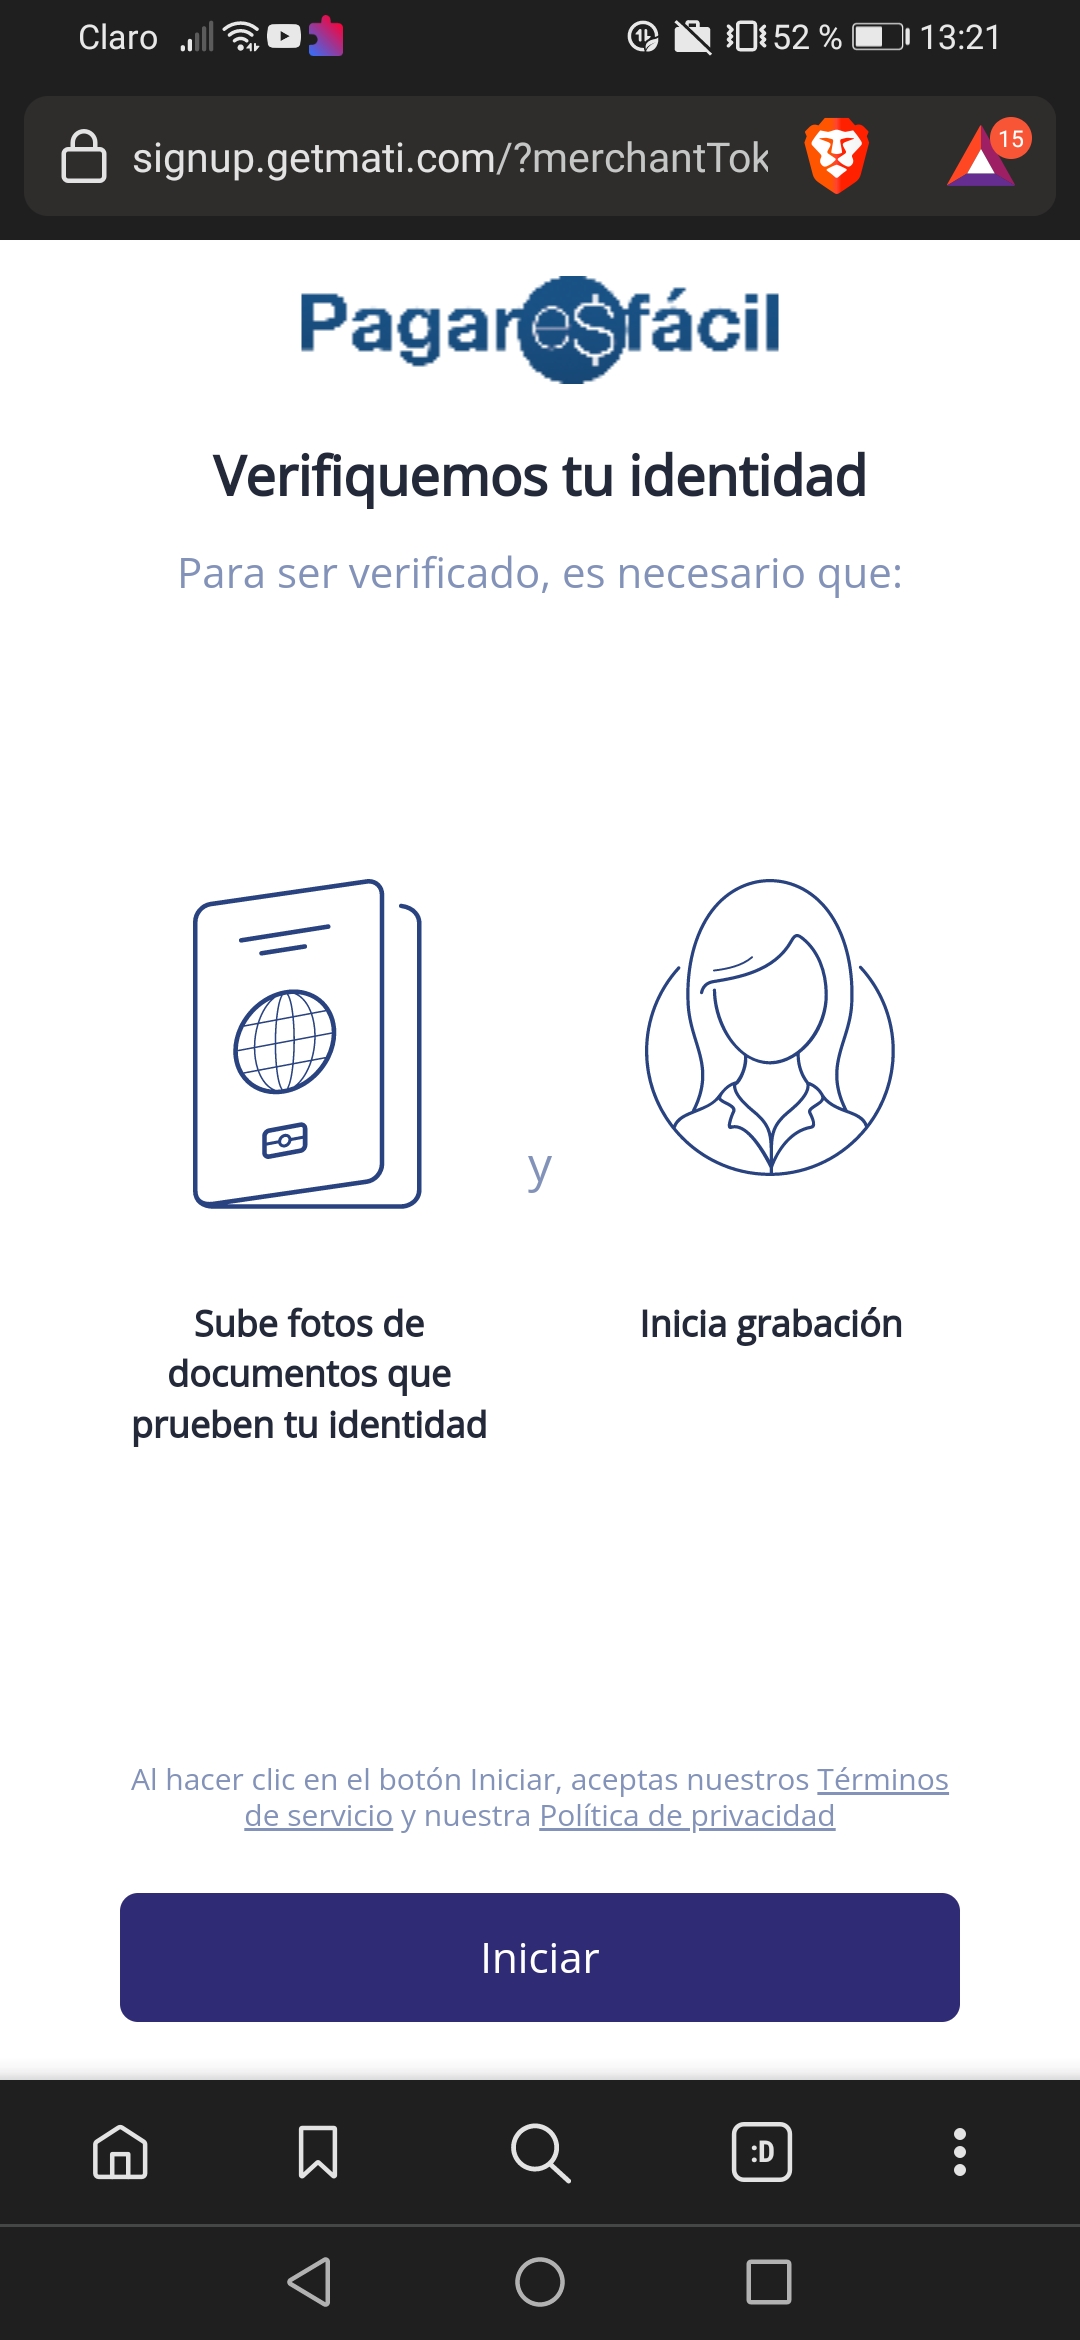 Claro 52 % 13:21
signup.getmati.com/?merchantTok 15
Pagare$fácil
Verifiquemos tu identidad
Para ser verificado, es necesario que:
y
Sube fotos de
documentos que
prueben tu identidad
Inicia grabación
Al hacer clic en el botón Iniciar, aceptas nuestros Términos
de servicio y nuestra Política de privacidad
Iniciar
:D